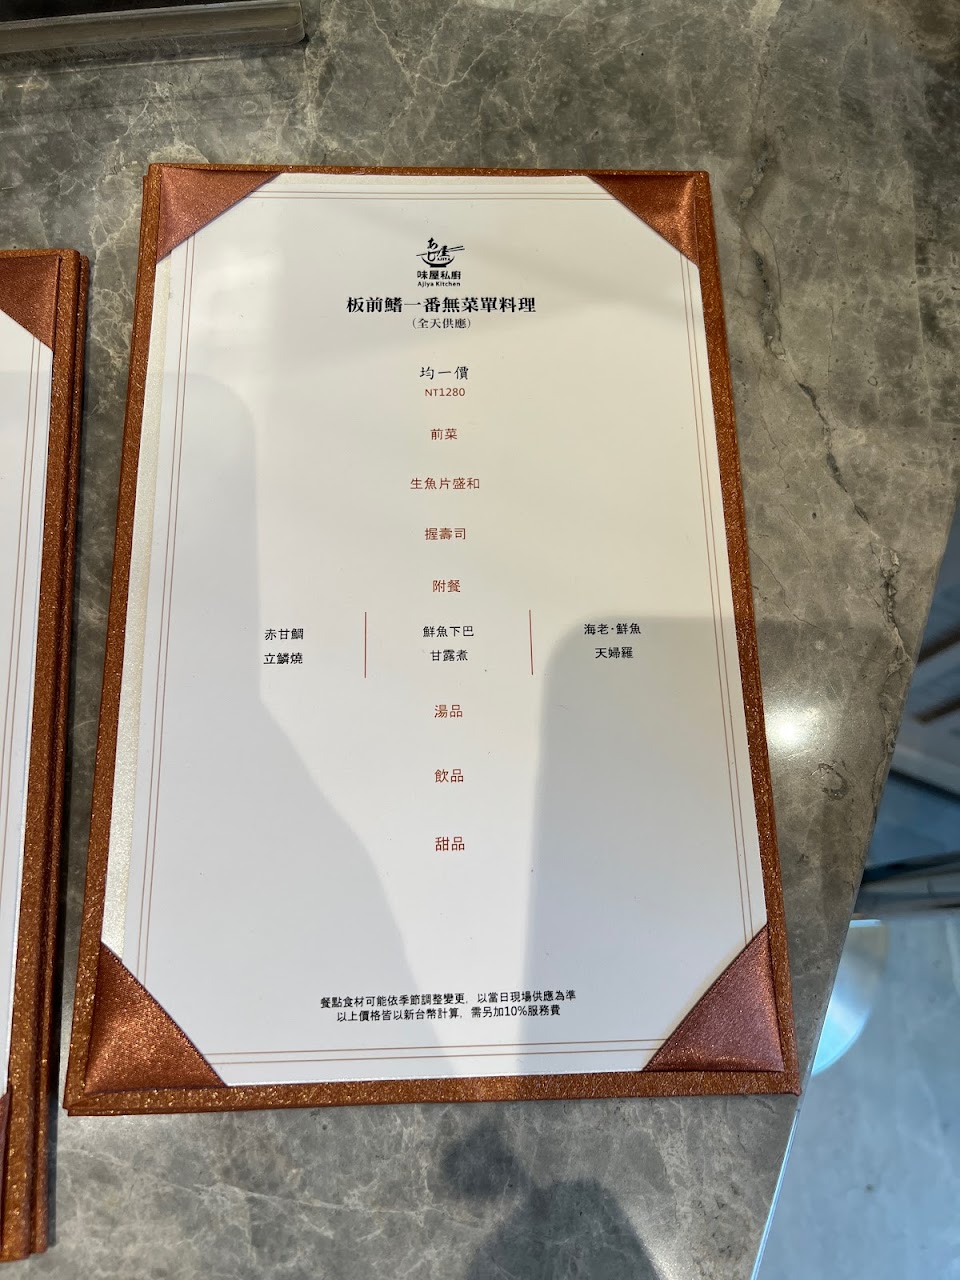 味屋私廚
Ajiya Kitchen
板前鰭一番無菜單料理
(全天供應)
均一價
NT1280
前菜
生魚片盛和
握壽司
附餐
赤甘鯛
立鱗燒
鮮魚下巴
甘露煮
海老·鮮魚
天婦羅
湯品
飲品
甜品
餐點食材可能依季節調整變更，以當日現場供應為準
以上價格皆以新台幣計算，需另加10%服務費